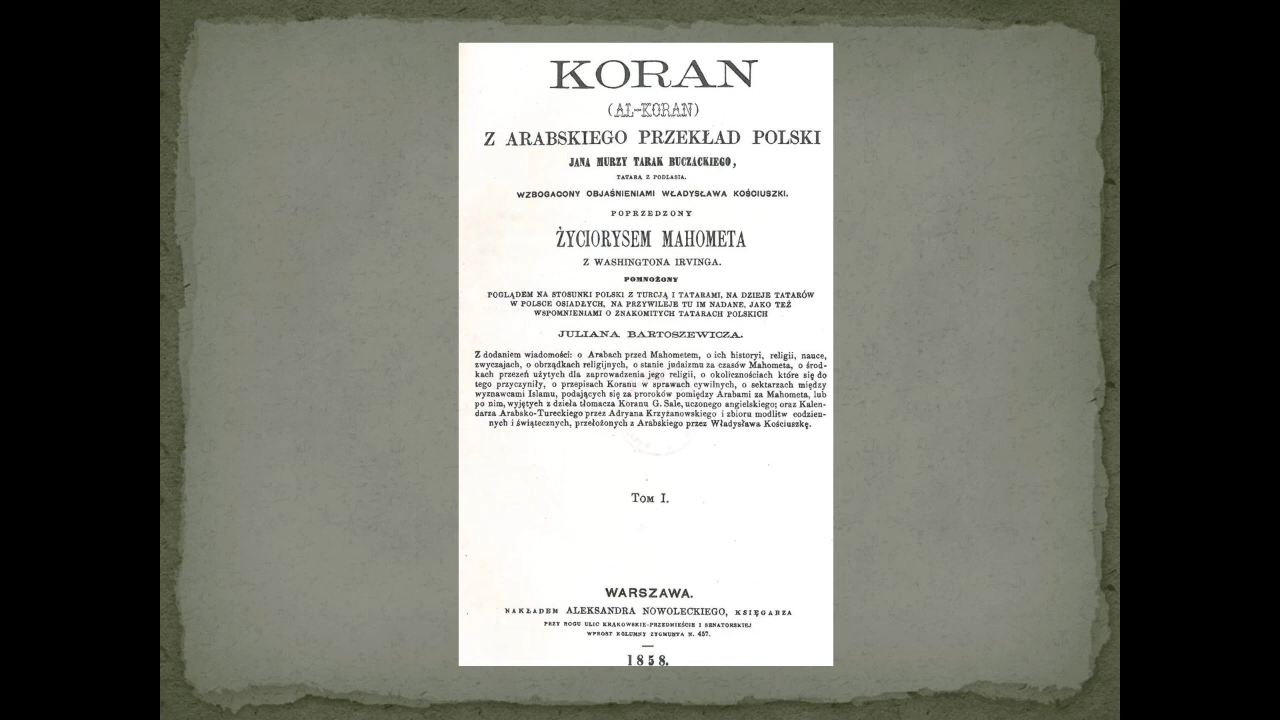 KORAN
(AL-KORAN)
Z ARABSKIEGO PRZEKŁAD POLSKI
JANA MURZY TARAK BUCZACKIEGO,
TATARA Z PODLASIA.
WZBOGACONY OBJAŚNIENIAMI WŁADYSŁAWA KOŚCIUSZKI.
POPRZEDZONY
ŻYCIORYSEM MAHOMETA
Z WASHINGTONA IRVINGA.
POMNOŻONY
POGLĄDEM NA STOSUNKI POLSKI Z TURCJĄ I TATARAMI, NA DZIEJE TATARÓW
W POLSCE OSIADŁYCH, NA PRZYWILEJE TU IM NADANE, JAKO TEŻ
WSPOMNIENIAMI O ZNAKOMITYCH TATARACH POLSKICH
JULIANA BARTOSZEWICZA.
Z dodaniem wiadomości: o Arabach przed Mahometem, o ich historyi, religii, nauce,
zwyczajach, o obrządkach religijnych, o stanie judaizmu za czasów Mahometa, o środ-
kach przezeń użytych dla zaprowadzenia jego religii, o okolicznościach które się do
tego przyczyniły, o przepisach Koranu w sprawach cywilnych, o sektarzach między
wyznawcami Islamu, podających się za proroków pomiędzy Arabami za Mahometa, lub
po nim, wyjętych z dzieła tłomacza Koranu G. Sale, uczonego angielskiego; oraz Kalen-
darza Arabsko-Tureckiego przez Adryana Krzyżanowskiego i zbioru modlitw codzien-
nych i świątecznych, przełożonych z Arabskiego przez Władysława Kościuszkę.
TOM I.
WARSZAWA.
NAKŁADEM ALEKSANDRA NOWOLECKIEGO, KSIĘGARZA
PRZY ROGU ULIC KRAKOWSKIE-PRZEDMIEŚCIE I SENATORSKIEJ
WPROST KOLUMNY ZYGMUNTA N. 457.
1858.